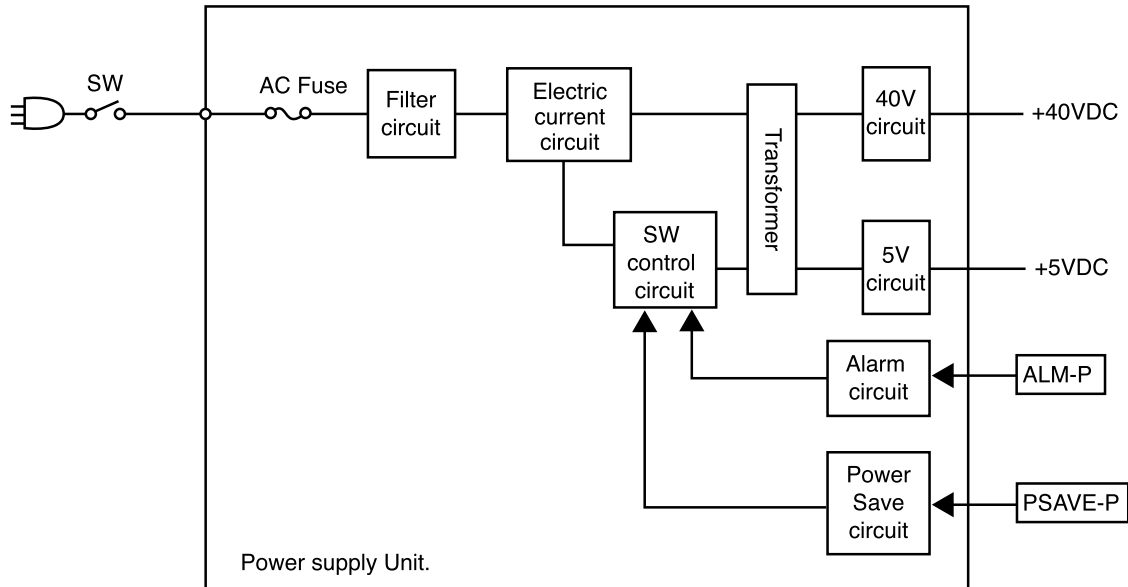 SW
AC Fuse
Filter
circuit
Electric
current
circuit
Transformer
40V
circuit
+40VDC
SW
control
circuit
5V
circuit
+5VDC
Alarm
circuit
ALM-P
Power
Save
circuit
PSAVE-P
Power supply Unit.